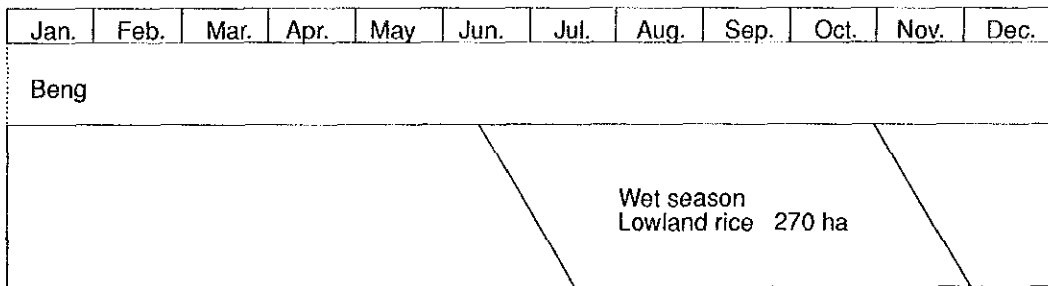 Jan. Feb. Mar. Apr. May Jun. Jul. Aug. Sep. Oct. Nov. Dec.
Beng
Wet season
Lowland rice 270 ha